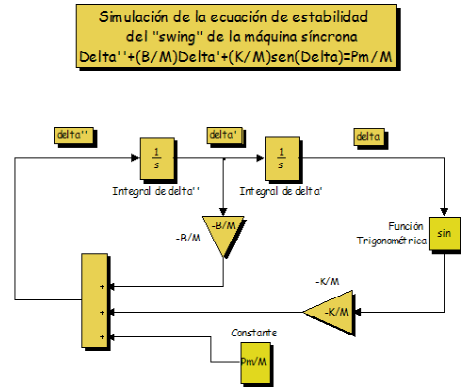 Simulación de la ecuación de estabilidad
del "swing" de la máquina síncrona
Delta''+(B/M)Delta'+(K/M)sen(Delta)=Pm/M
delta''
delta'
delta
1
s
Integral de delta''
1
s
Integral de delta'
-B/M
-B/M
Función
Trigonométrica
sin
-K/M
-K/M
+
+
+
Constante
Pm/M